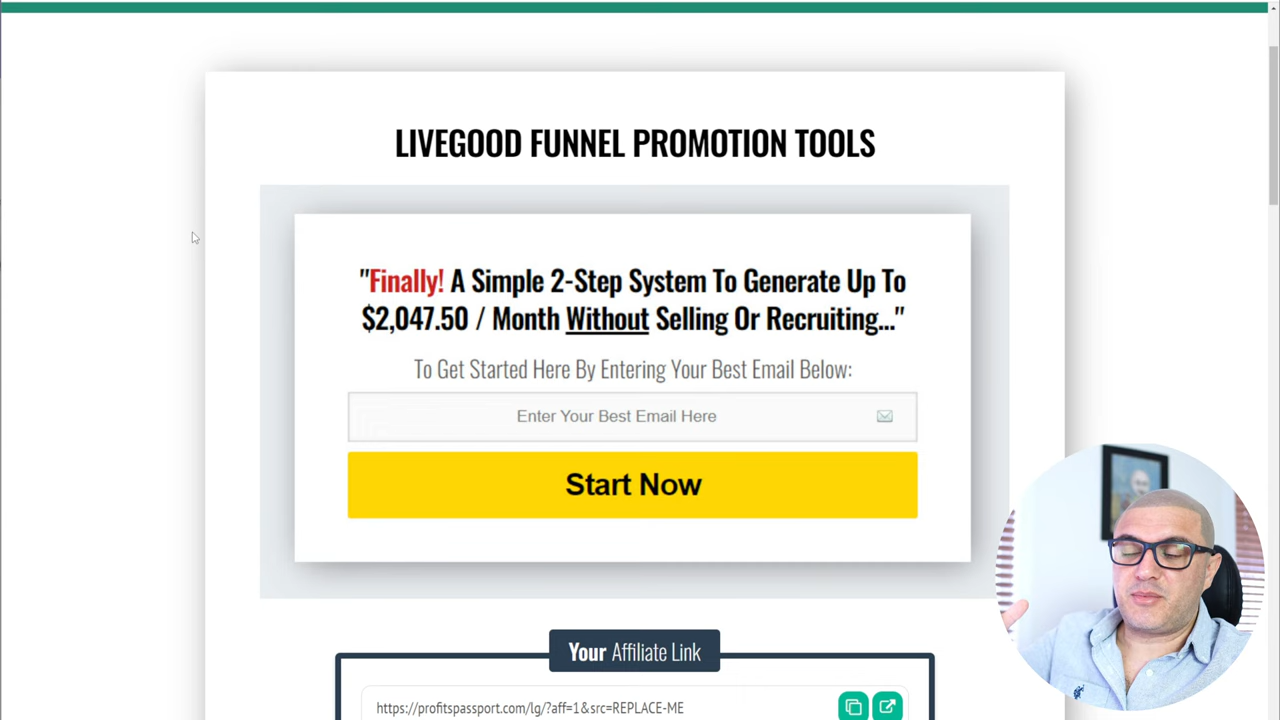 LIVEGOOD FUNNEL PROMOTION TOOLS
"Finally! A Simple 2-Step System To Generate Up To
$2,047.50 / Month Without Selling Or Recruiting..."
To Get Started Here By Entering Your Best Email Below:
Enter Your Best Email Here
Start Now
Your Affiliate Link
https://profitspassport.com/lg/?aff=1&src=REPLACE-ME